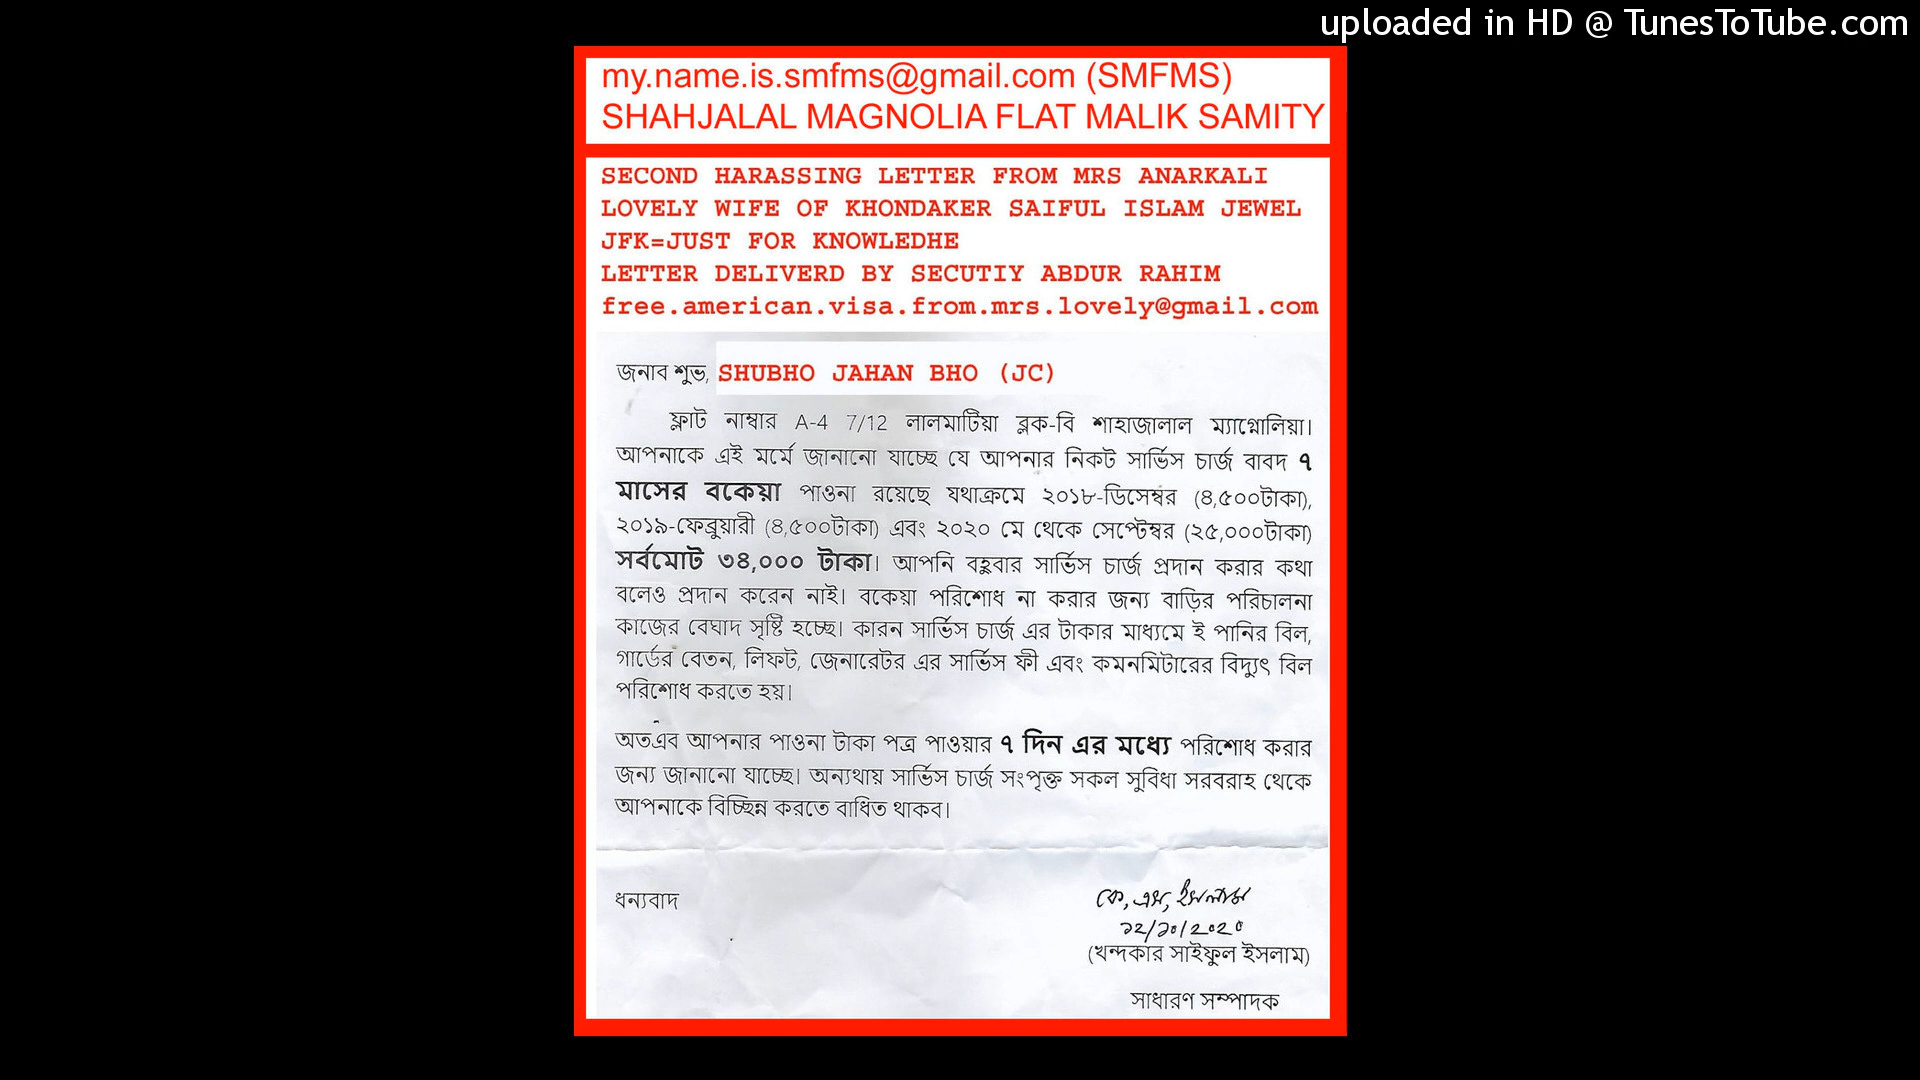 uploaded in HD @ TunesToTube.com
my.name.is.smfms@gmail.com (SMFMS)
SHAHJALAL MAGNOLIA FLAT MALIK SAMITY
SECOND HARASSING LETTER FROM MRS ANARKALI
LOVELY WIFE OF KHONDAKER SAIFUL ISLAM JEWEL
JFK=JUST FOR KNOWLEDHE
LETTER DELIVERD BY SECUTIY ABDUR RAHIM
free.american.visa.from.mrs.lovely@gmail.com
জনাব শুভ, SHUBHO JAHAN BHO (JC)
ফ্লাট নাম্বার A-4 7/12 লালমাটিয়া ব্লক-বি শাহাজালাল ম্যাগ্নোলিয়া।
আপনাকে এই মর্মে জানানো যাচ্ছে যে আপনার নিকট সার্ভিস চার্জ বাবদ ৭
মাসের বকেয়া পাওনা রয়েছে যথাক্রমে ২০১৮-ডিসেম্বর (৪,৫০০টাকা),
২০১৯-ফেব্রুয়ারী (৪,৫০০টাকা) এবং ২০২০ মে থেকে সেপ্টেম্বর (২৫,০০০টাকা)
সর্বমোট ৩৪,০০০ টাকা। আপনি বহুবার সার্ভিস চার্জ প্রদান করার কথা
বলেও প্রদান করেন নাই। বকেয়া পরিশোধ না করার জন্য বাড়ির পরিচালনা
কাজের বেঘাদ সৃষ্টি হচ্ছে। কারন সার্ভিস চার্জ এর টাকার মাধ্যমে ই পানির বিল,
গার্ডের বেতন, লিফট, জেনারেটর এর সার্ভিস ফী এবং কমনমিটারের বিদ্যুৎ বিল
পরিশোধ করতে হয়।
অতএব আপনার পাওনা টাকা পত্র পাওয়ার ৭ দিন এর মধ্যে পরিশোধ করার
জন্য জানানো যাচ্ছে। অন্যথায় সার্ভিস চার্জ সংপৃক্ত সকল সুবিধা সরবরাহ থেকে
আপনাকে বিচ্ছিন্ন করতে বাধিত থাকব।
ধন্যবাদ
কে, এস, ইসলাম
১২/১০/২০২০
(খন্দকার সাইফুল ইসলাম)
সাধারণ সম্পাদক